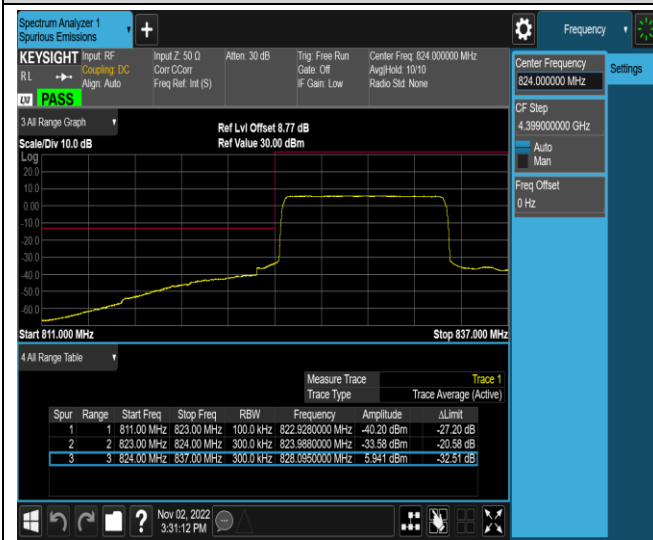 Spectrum Analyzer 1
Spurious Emissions
Frequency
KEYSIGHT
Input: RF
Coupling: DC
Align: Auto
Input Z: 50 Ω
Corr CCorr
Freq Ref: Int (S)
Atten: 30 dB
Trig: Free Run
Gate: Off
IF Gain: Low
Center Freq: 824.000000 MHz
Avg|Hold: 10/10
Radio Std: None
RL
LXI PASS
Center Frequency
824.000000 MHz
Settings
CF Step
4.399000000 GHz
Auto
Man
Freq Offset
0 Hz
3 All Range Graph
Scale/Div 10.0 dB
Ref Lvl Offset 8.77 dB
Ref Value 30.00 dBm
Log
20.0
10.0
0.00
-10.0
-20.0
-30.0
-40.0
-50.0
-60.0
Start 811.000 MHz
Stop 837.000 MHz
4 All Range Table
Measure Trace Trace 1
Trace Type Trace Average (Active)
Spur Range Start Freq Stop Freq RBW Frequency Amplitude ΔLimit
1 1 811.00 MHz 823.00 MHz 100.0 kHz 822.9280000 MHz -40.20 dBm -27.20 dB
2 2 823.00 MHz 824.00 MHz 300.0 kHz 823.9880000 MHz -33.58 dBm -20.58 dB
3 3 824.00 MHz 837.00 MHz 300.0 kHz 828.0950000 MHz 5.941 dBm -32.51 dB
Nov 02, 2022
3:31:12 PM